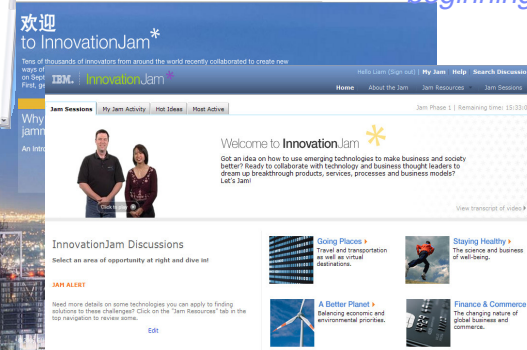 beginning
欢迎
to InnovationJam*
Tens of thousands of innovators from around the world recently collaborated to create new
ways of
on Sept
First, ge
Why
jamm
An intro
IBM. InnovationJam*
Hello Liam (Sign out) | My Jam Help Search Discussion
Home About the Jam Jam Resources Jam Sessions
Jam Sessions My Jam Activity Hot Ideas Most Active
Jam Phase 1 | Remaining time: 15:33:0
Welcome to InnovationJam
Got an idea on how to use emerging technologies to make business and society
better? Ready to collaborate with technology and business thought leaders to
dream up breakthrough products, services, processes and business models?
Let's Jam!
Click to play
View transcript of video
InnovationJam Discussions
Select an area of opportunity at right and dive in!
JAM ALERT
Need more details on some technologies you can apply to finding
solutions to these challenges? Click on the "Jam Resources" tab in the
top navigation to review some.
Edit
Going Places
Travel and transportation
as well as virtual
destinations.
Staying Healthy
The science and business
of well-being.
A Better Planet
Balancing economic and
environmental priorities.
Finance & Commerce
The changing nature of
global business and
commerce.